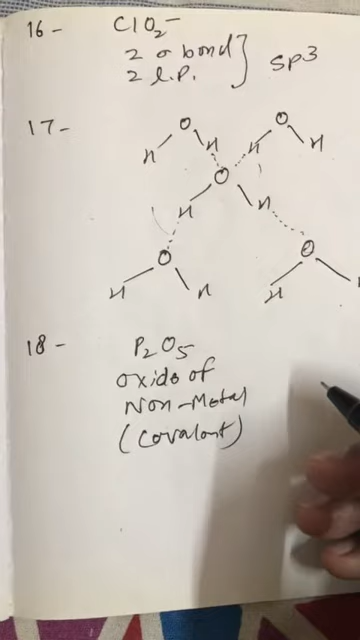 16- ClO2-
2 σ bond
2 l.p. } SP3
17-
O O
H H H H
O
H H
O O
H H H
18- P2O5
oxide of
Non-Metal
(Covalent)